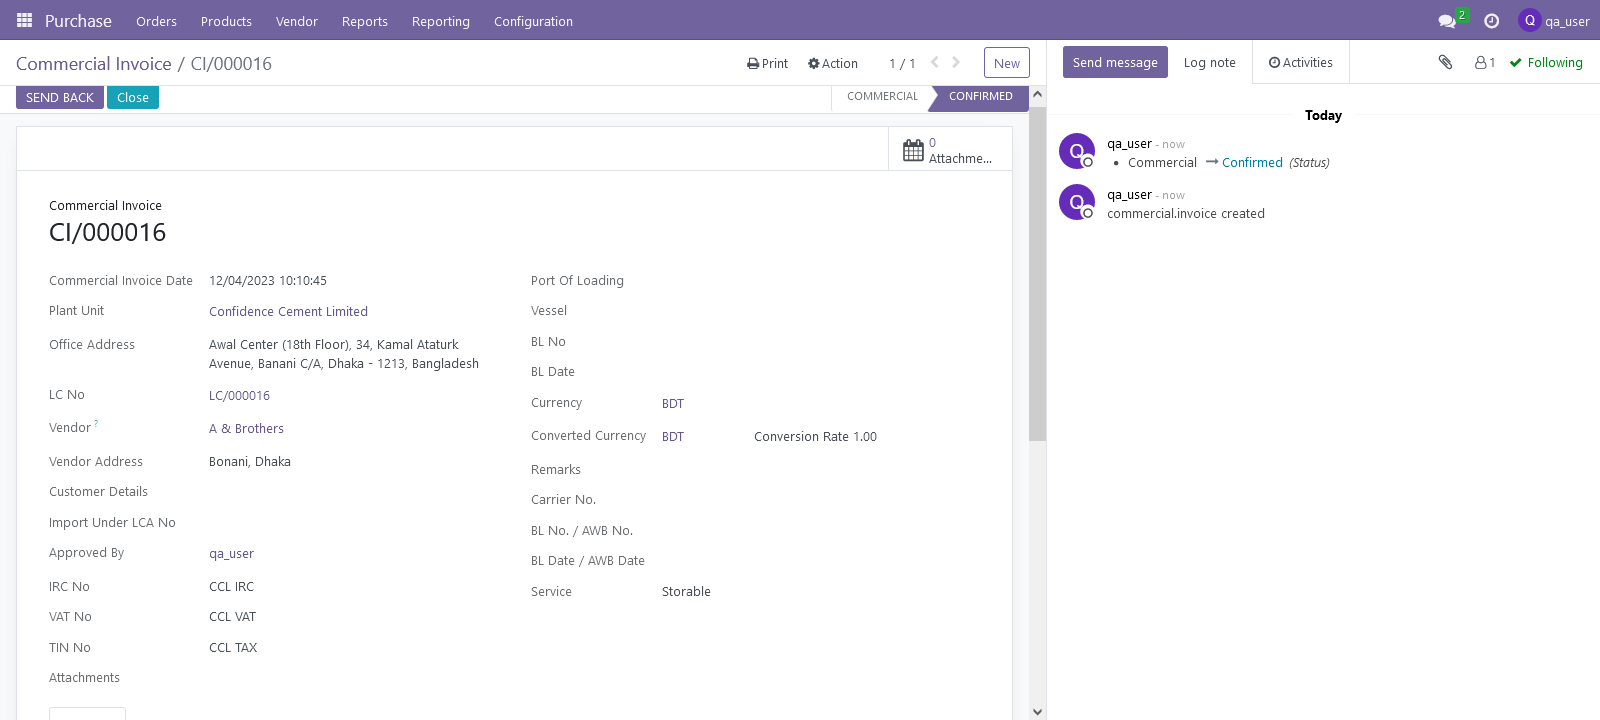 Purchase Orders Products Vendor Reports Reporting Configuration 2 Q qa_user
Commercial Invoice / CI/000016 Print Action 1 / 1 New
Send message Log note Activities 1 Following
SEND BACK Close COMMERCIAL CONFIRMED
0
Attachme...
Commercial Invoice
CI/000016
Commercial Invoice Date 12/04/2023 10:10:45
Plant Unit Confidence Cement Limited
Office Address Awal Center (18th Floor), 34, Kamal Ataturk
Avenue, Banani C/A, Dhaka - 1213, Bangladesh
LC No LC/000016
Vendor ? A & Brothers
Vendor Address Bonani, Dhaka
Customer Details
Import Under LCA No
Approved By qa_user
IRC No CCL IRC
VAT No CCL VAT
TIN No CCL TAX
Attachments
Port Of Loading
Vessel
BL No
BL Date
Currency BDT
Converted Currency BDT Conversion Rate 1.00
Remarks
Carrier No.
BL No. / AWB No.
BL Date / AWB Date
Service Storable
Today
Q qa_user - now
• Commercial → Confirmed (Status)
Q qa_user - now
commercial.invoice created